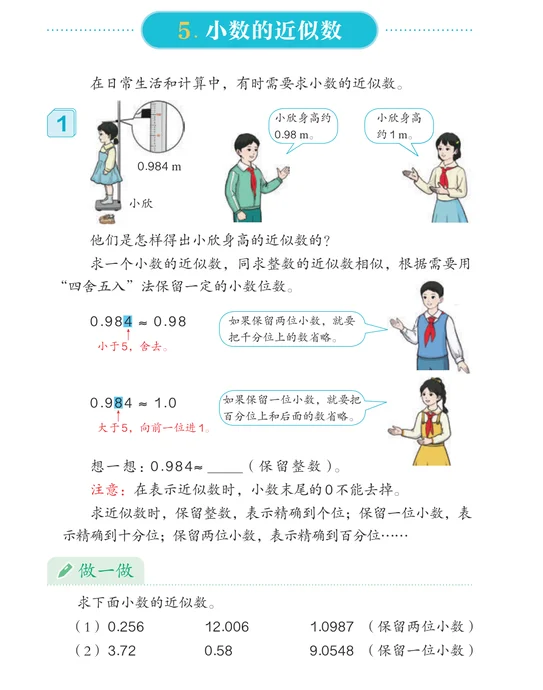 5. 小数的近似数
在日常生活和计算中，有时需要求小数的近似数。
1
0.984 m
小欣
小欣身高约
0.98 m。
小欣身高
约1 m。
他们是怎样得出小欣身高的近似数的？
求一个小数的近似数，同求整数的近似数相似，根据需要用
“四舍五入”法保留一定的小数位数。
0.984 ≈ 0.98
小于5，舍去。
如果保留两位小数，就要
把千分位上的数省略。
0.984 ≈ 1.0
大于5，向前一位进1。
如果保留一位小数，就要把
百分位上和后面的数省略。
想一想：0.984≈ ____（保留整数）。
注意：在表示近似数时，小数末尾的0不能去掉。
求近似数时，保留整数，表示精确到个位；保留一位小数，表
示精确到十分位；保留两位小数，表示精确到百分位……
做一做
求下面小数的近似数。
（1）0.256 12.006 1.0987 （保留两位小数）
（2）3.72 0.58 9.0548 （保留一位小数）